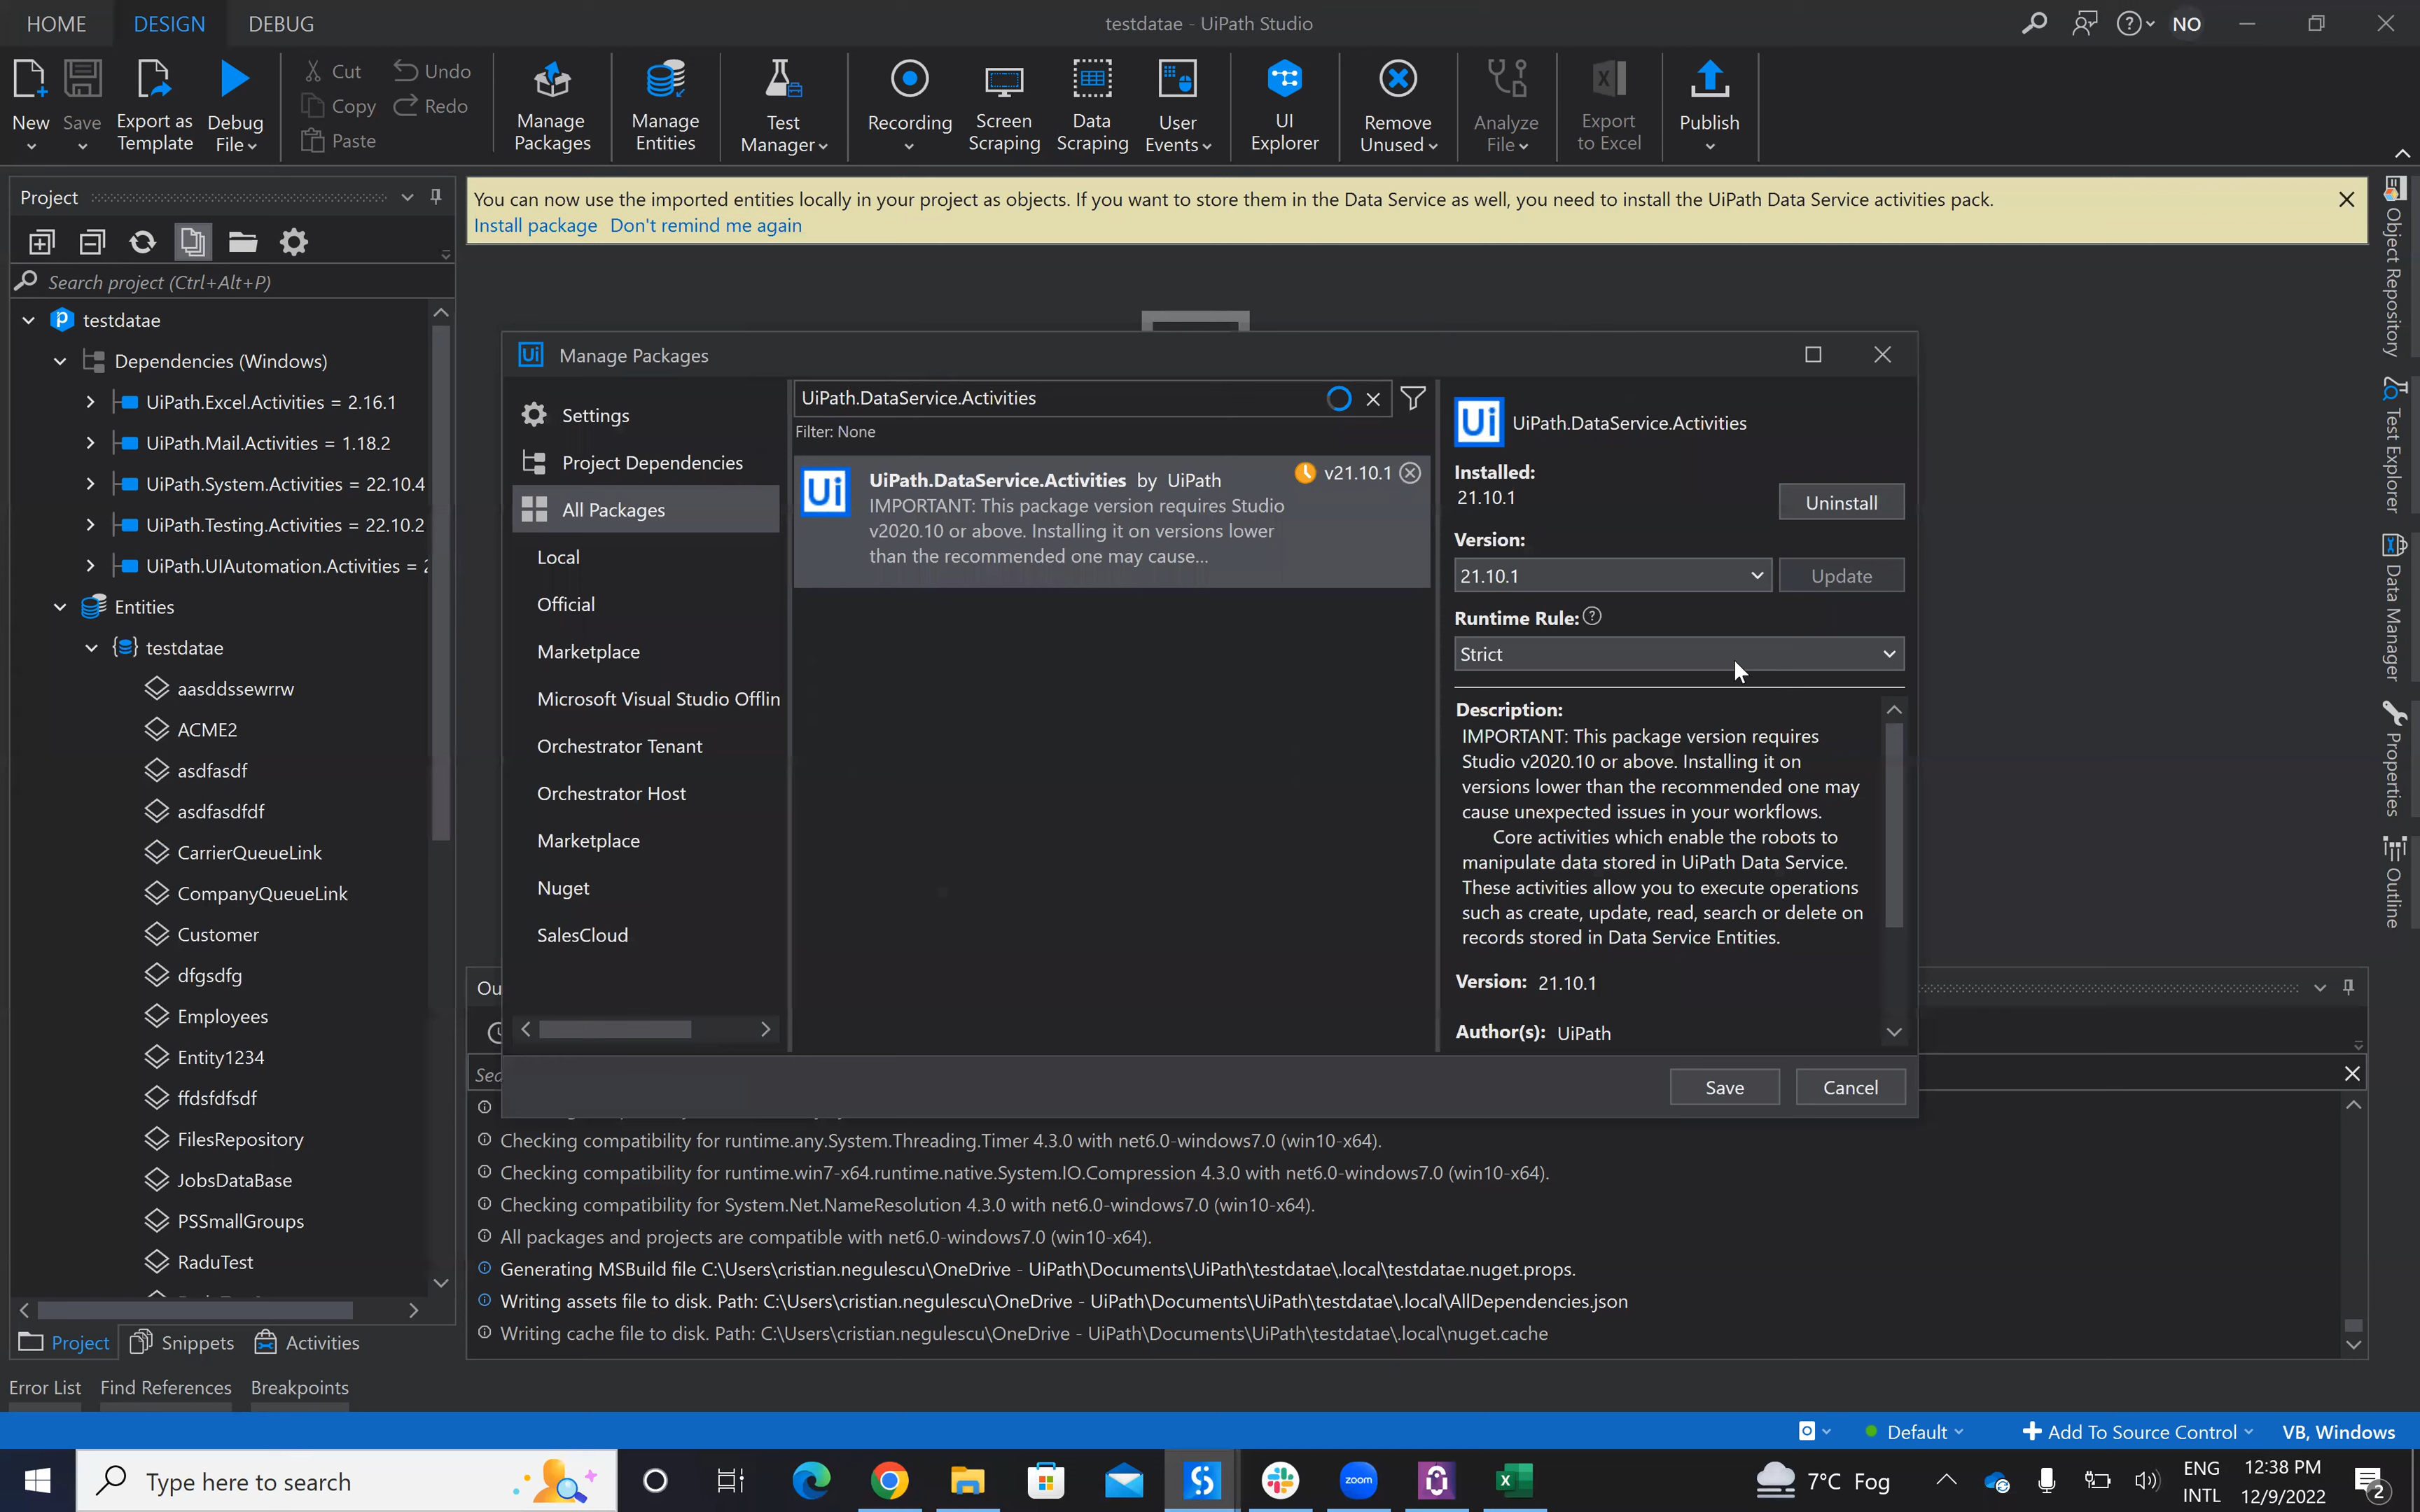 HOME DESIGN DEBUG
testdatae - UiPath Studio
NO
New
Save
Export as
Template
Debug
File
Cut
Copy
Paste
Undo
Redo
Manage
Packages
Manage
Entities
Test
Manager
Recording
Screen
Scraping
Data
Scraping
User
Events
UI
Explorer
Remove
Unused
Analyze
File
Export
to Excel
Publish
Project
Search project (Ctrl+Alt+P)
testdatae
Dependencies (Windows)
UiPath.Excel.Activities = 2.16.1
UiPath.Mail.Activities = 1.18.2
UiPath.System.Activities = 22.10.4
UiPath.Testing.Activities = 22.10.2
UiPath.UIAutomation.Activities =
Entities
testdatae
aasddssewrrw
ACME2
asdfasdf
asdfasdfdf
CarrierQueueLink
CompanyQueueLink
Customer
dfgsdfg
Employees
Entity1234
ffdsfdfsdf
FilesRepository
JobsDataBase
PSSmallGroups
RaduTest
Project Snippets Activities
Error List Find References Breakpoints
You can now use the imported entities locally in your project as objects. If you want to store them in the Data Service as well, you need to install the UiPath Data Service activities pack.
Install package Don't remind me again
Ui Manage Packages
Settings
Project Dependencies
All Packages
Local
Official
Marketplace
Microsoft Visual Studio Offlin
Orchestrator Tenant
Orchestrator Host
Marketplace
Nuget
SalesCloud
UiPath.DataService.Activities
Filter: None
Ui
UiPath.DataService.Activities by UiPath
v21.10.1
IMPORTANT: This package version requires Studio
v2020.10 or above. Installing it on versions lower
than the recommended one may cause...
Ui UiPath.DataService.Activities
Installed:
21.10.1
Uninstall
Version:
21.10.1
Update
Runtime Rule:
Strict
Description:
IMPORTANT: This package version requires
Studio v2020.10 or above. Installing it on
versions lower than the recommended one may
cause unexpected issues in your workflows.
Core activities which enable the robots to
manipulate data stored in UiPath Data Service.
These activities allow you to execute operations
such as create, update, read, search or delete on
records stored in Data Service Entities.
Version: 21.10.1
Author(s): UiPath
Save Cancel
Ou
Sea
Checking compatibility for runtime.any.System.Threading.Timer 4.3.0 with net6.0-windows7.0 (win10-x64).
Checking compatibility for runtime.win7-x64.runtime.native.System.IO.Compression 4.3.0 with net6.0-windows7.0 (win10-x64).
Checking compatibility for System.Net.NameResolution 4.3.0 with net6.0-windows7.0 (win10-x64).
All packages and projects are compatible with net6.0-windows7.0 (win10-x64).
Generating MSBuild file C:\Users\cristian.negulescu\OneDrive - UiPath\Documents\UiPath\testdatae\.local\testdatae.nuget.props.
Writing assets file to disk. Path: C:\Users\cristian.negulescu\OneDrive - UiPath\Documents\UiPath\testdatae\.local\AllDependencies.json
Writing cache file to disk. Path: C:\Users\cristian.negulescu\OneDrive - UiPath\Documents\UiPath\testdatae\.local\nuget.cache
Object Repository
Test Explorer
Data Manager
Properties
Outline
Default
Add To Source Control
VB, Windows
Type here to search
zoom
7°C Fog
ENG
INTL
12:38 PM
12/9/2022
2